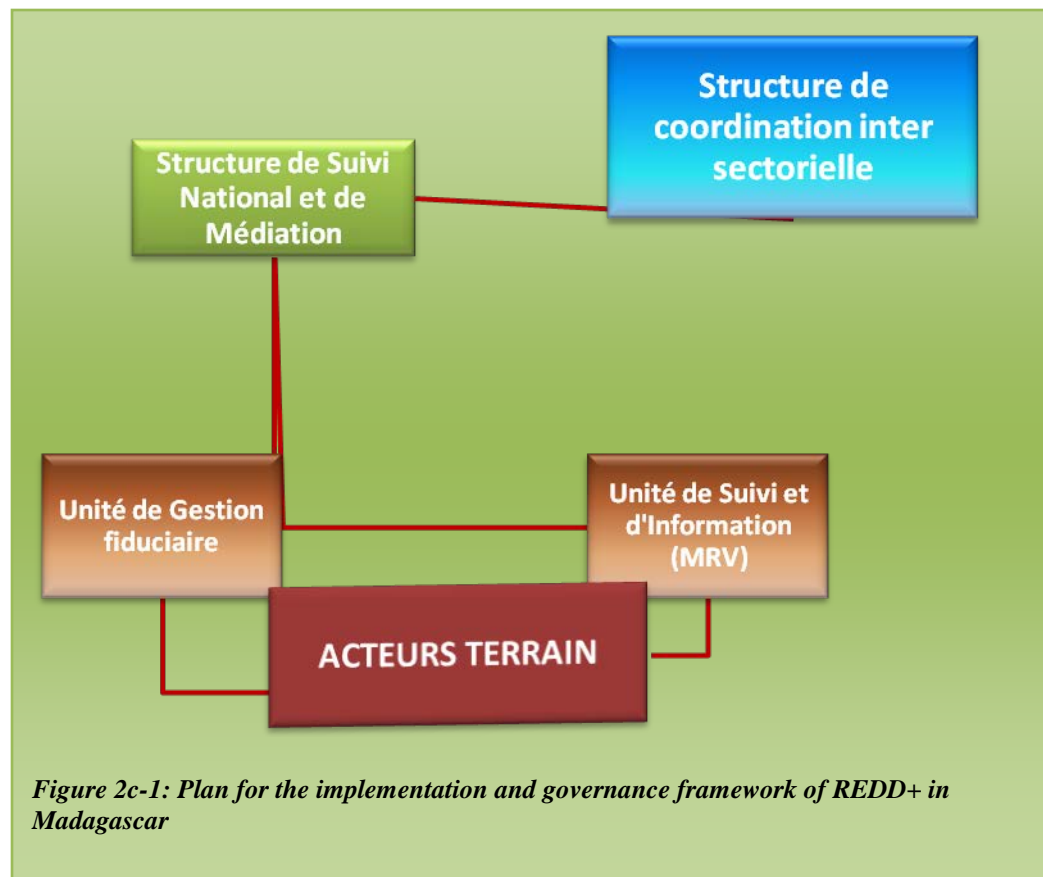 Structure de
coordination inter
sectorielle
Structure de Suivi
National et de
Médiation
Unité de Gestion
fiduciaire
Unité de Suivi et
d'Information
(MRV)
ACTEURS TERRAIN
Figure 2c-1: Plan for the implementation and governance framework of REDD+ in
Madagascar